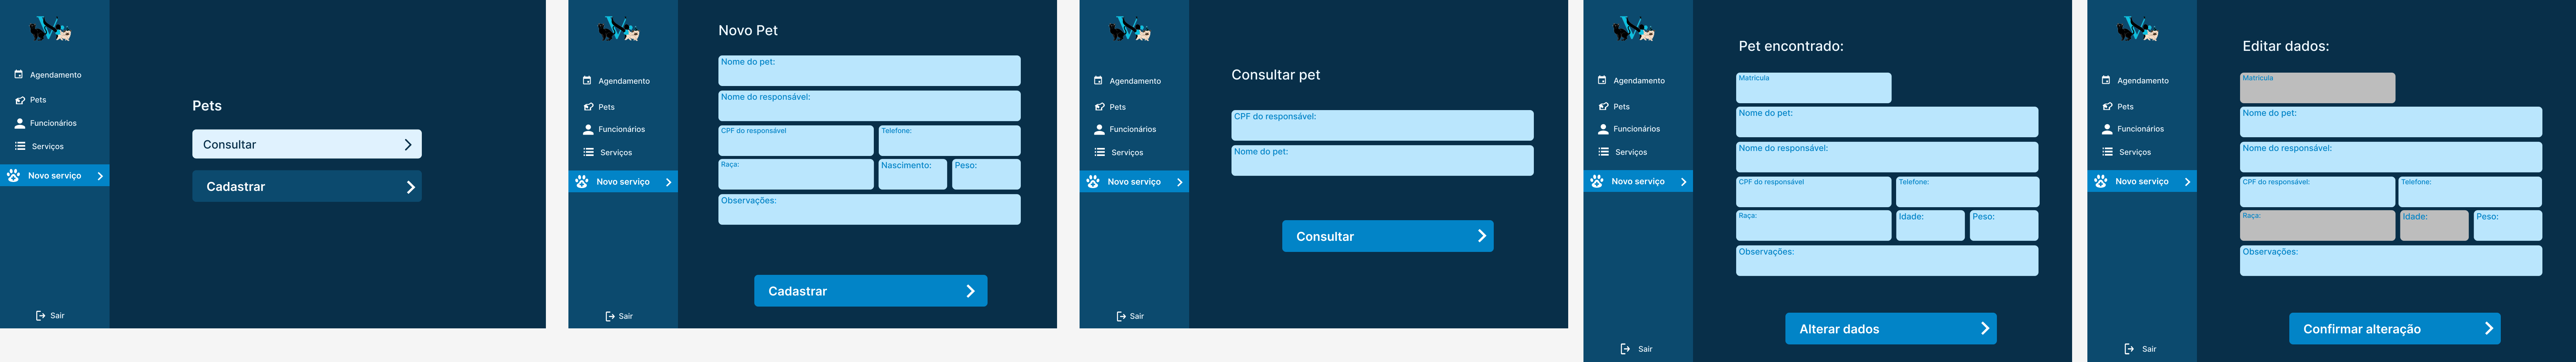 Agendamento
Pets
Funcionários
Serviços
Novo serviço
Sair
Pets
Consultar
Cadastrar
Agendamento
Pets
Funcionários
Serviços
Novo serviço
Sair
Novo Pet
Nome do pet:
Nome do responsável:
CPF do responsável
Telefone:
Raça:
Nascimento:
Peso:
Observações:
Cadastrar
Agendamento
Pets
Funcionários
Serviços
Novo serviço
Sair
Consultar pet
CPF do responsável:
Nome do pet:
Consultar
Agendamento
Pets
Funcionários
Serviços
Novo serviço
Sair
Pet encontrado:
Matrícula
Nome do pet:
Nome do responsável:
CPF do responsável
Telefone:
Raça:
Idade:
Peso:
Observações:
Alterar dados
Agendamento
Pets
Funcionários
Serviços
Novo serviço
Sair
Editar dados:
Matrícula
Nome do pet:
Nome do responsável:
CPF do responsável:
Telefone:
Raça:
Idade:
Peso:
Observações:
Confirmar alteração